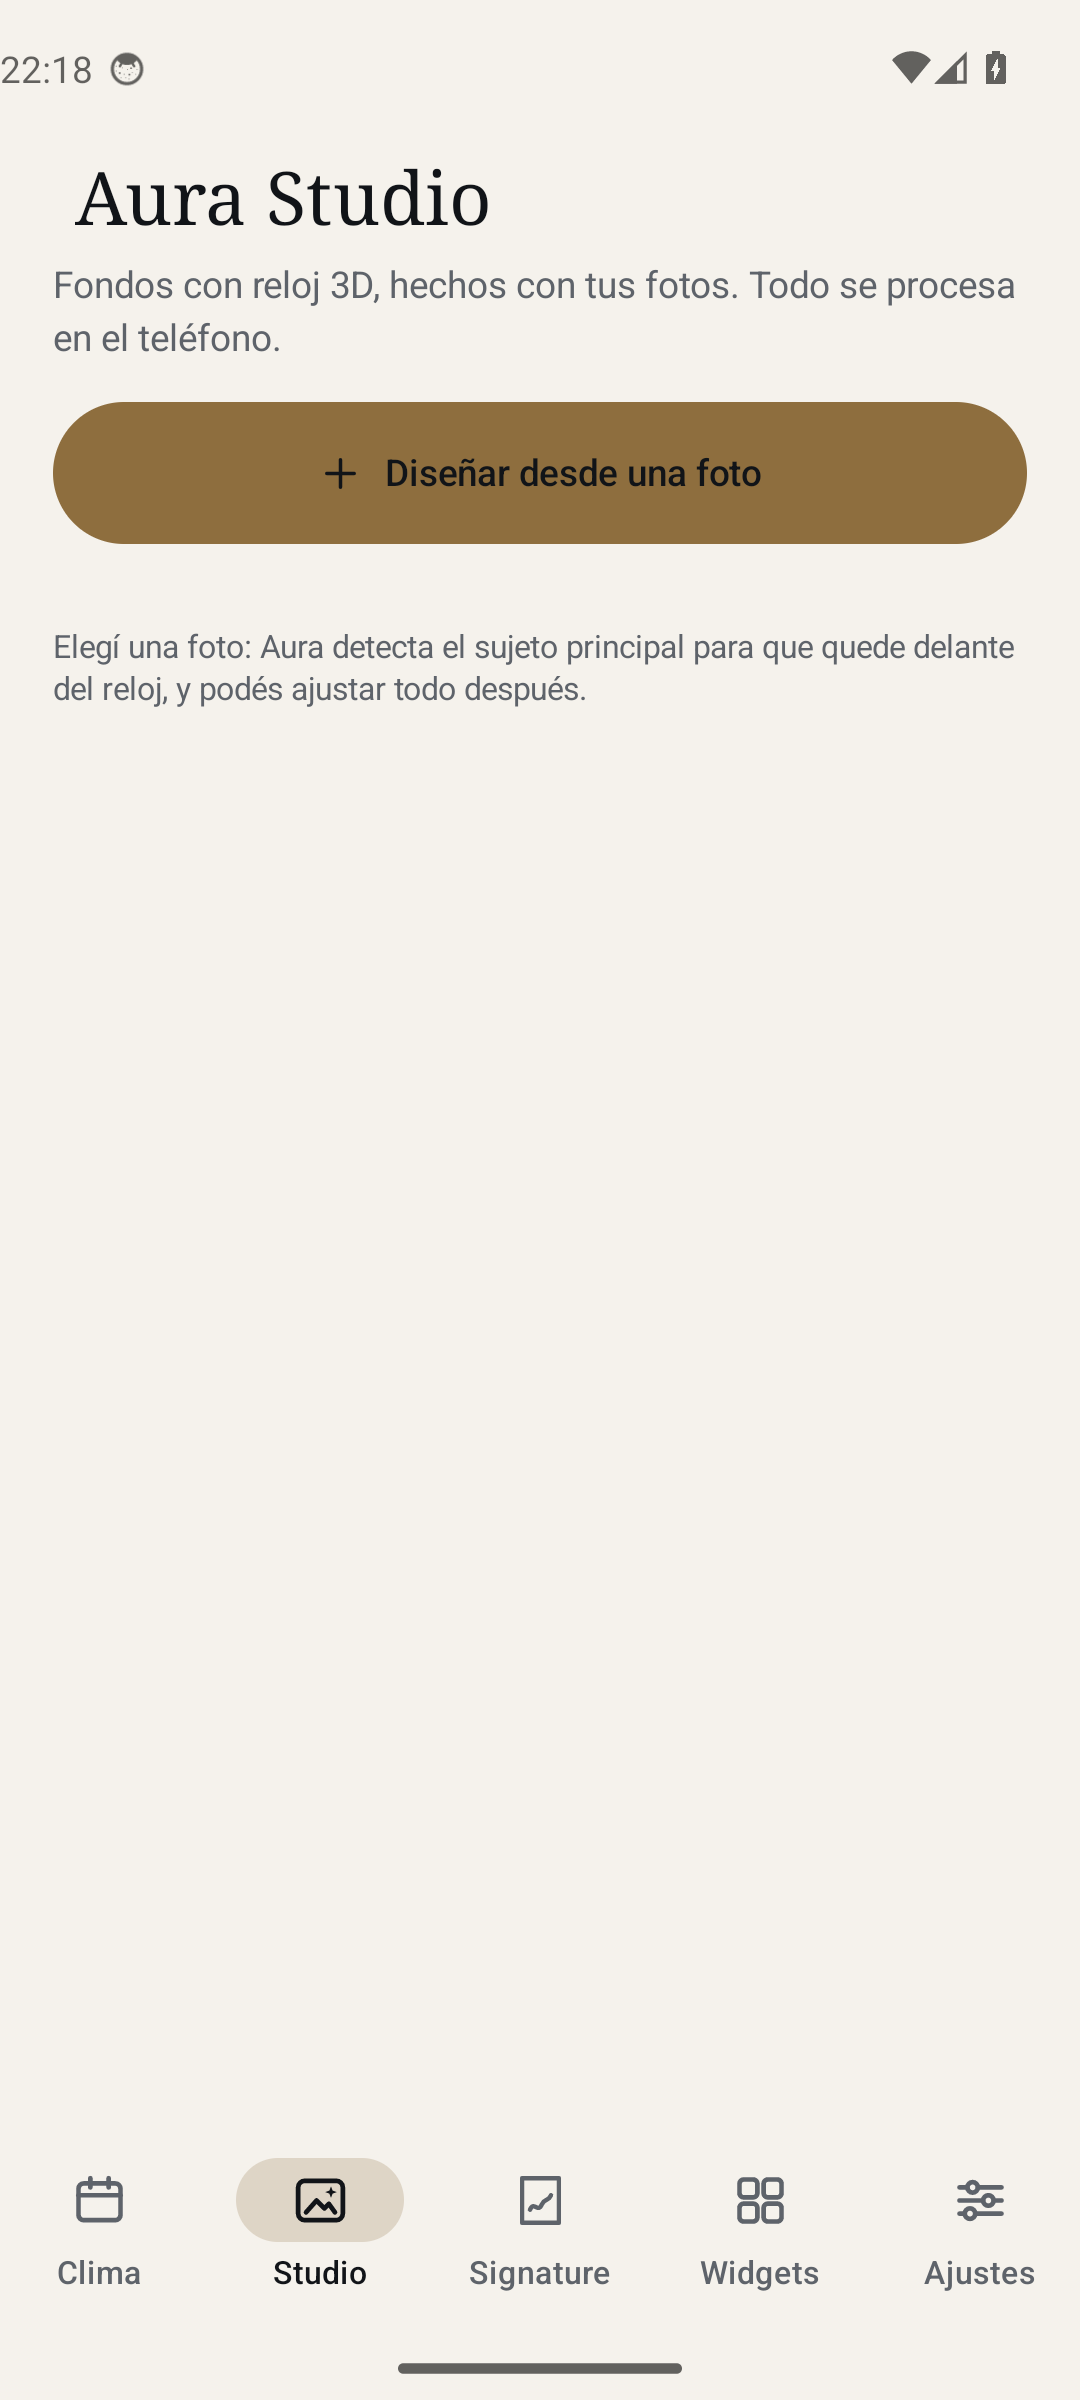 22:18
Aura Studio
Fondos con reloj 3D, hechos con tus fotos. Todo se procesa
en el teléfono.
Diseñar desde una foto
Elegí una foto: Aura detecta el sujeto principal para que quede delante
del reloj, y podés ajustar todo después.
Clima
Studio
Signature
Widgets
Ajustes